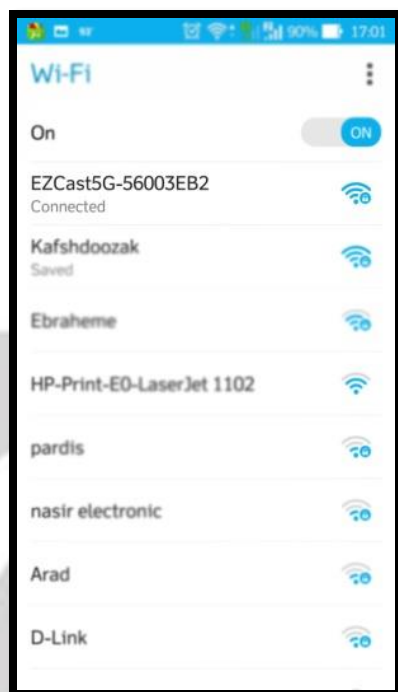 90% 17:01
Wi-Fi
On ON
EZCast5G-56003EB2
Connected
Kafshdoozak
Saved
Ebraheme
HP-Print-E0-LaserJet 1102
pardis
nasir electronic
Arad
D-Link